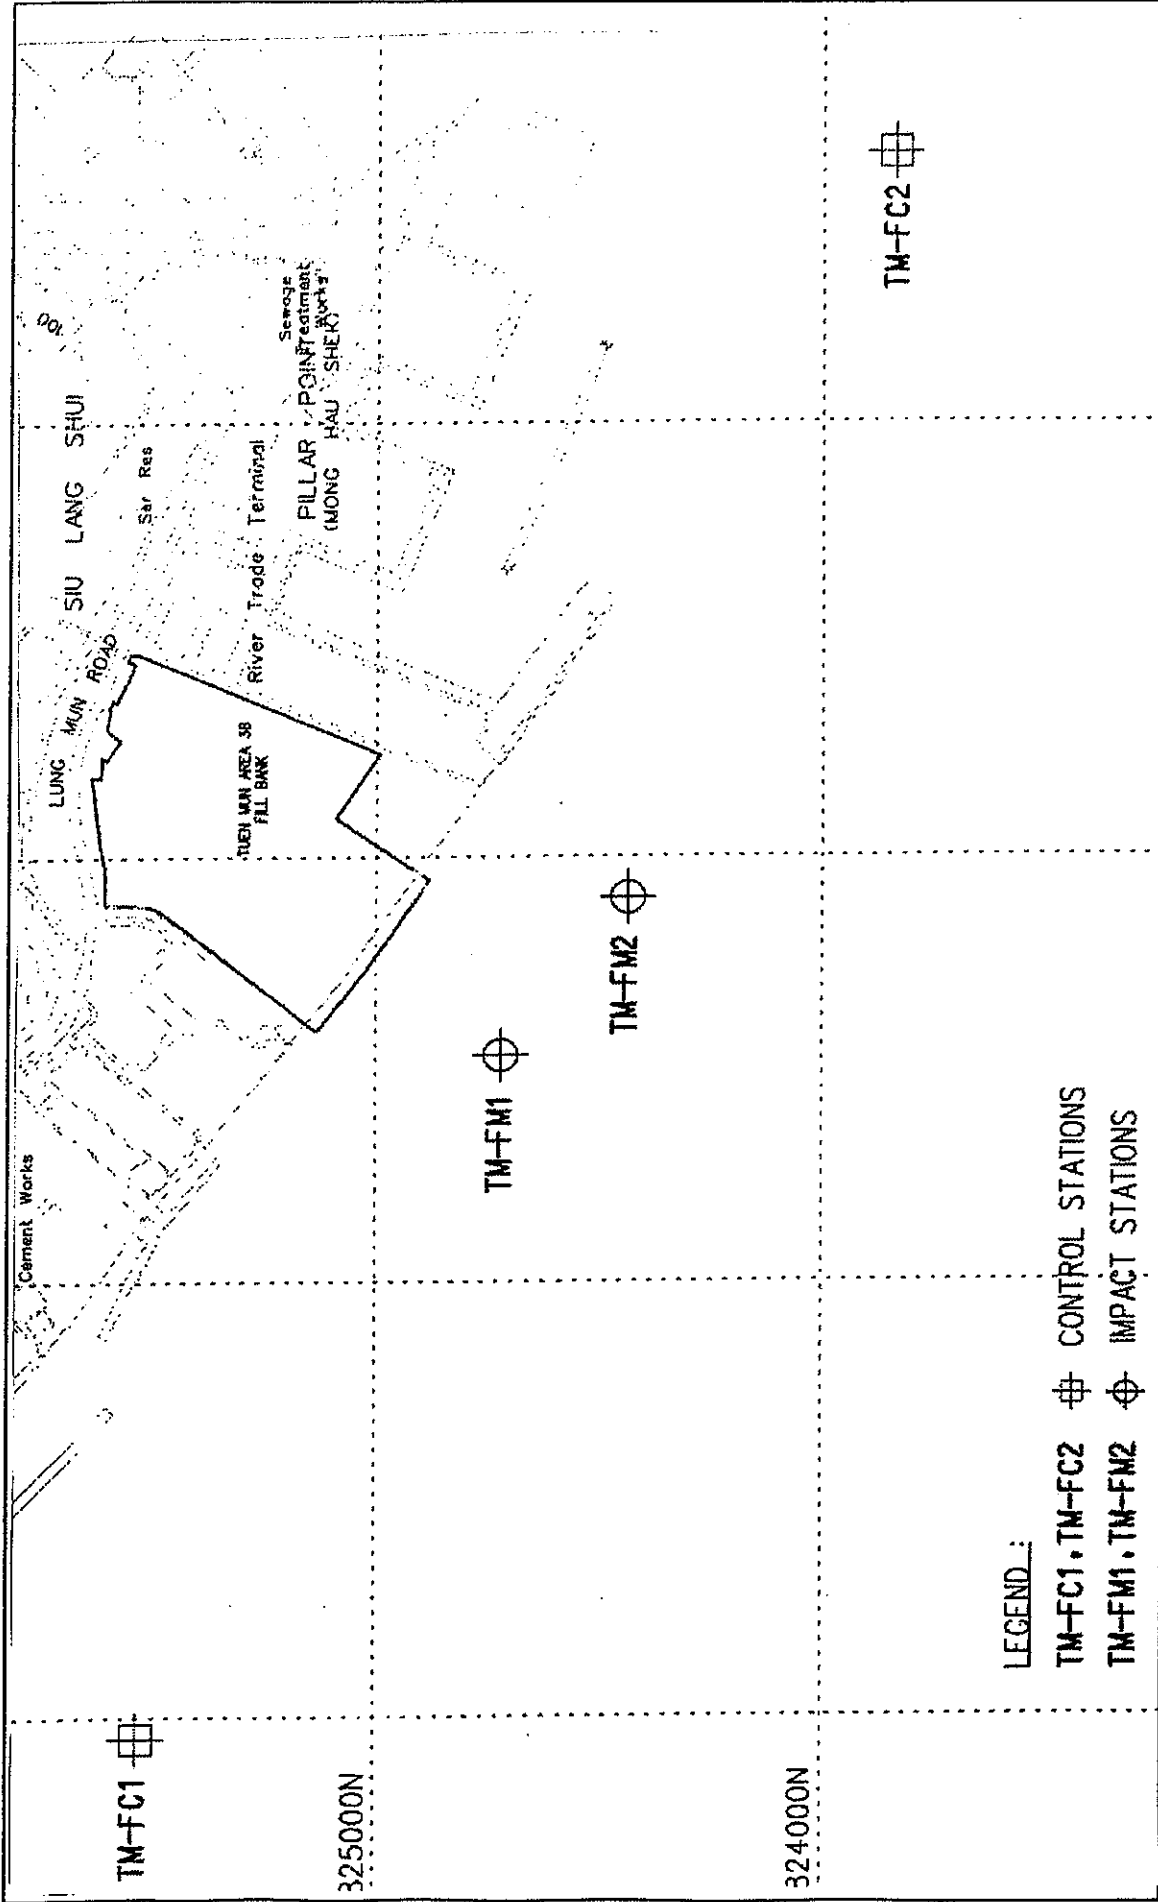 Cement Works
LUNG MUN ROAD
SIU LANG SHUI
100
Ser Res
TUEN MUN AREA 38
FILL BANK
River Trade Terminal
Sewage
Treatment
Works
PILLAR POINT
(MONG HAU SHEK)
TM-FC1
325000N
TM-FM1
TM-FM2
324000N
TM-FC2
LEGEND :
TM-FC1,TM-FC2 CONTROL STATIONS
TM-FM1,TM-FM2 IMPACT STATIONS